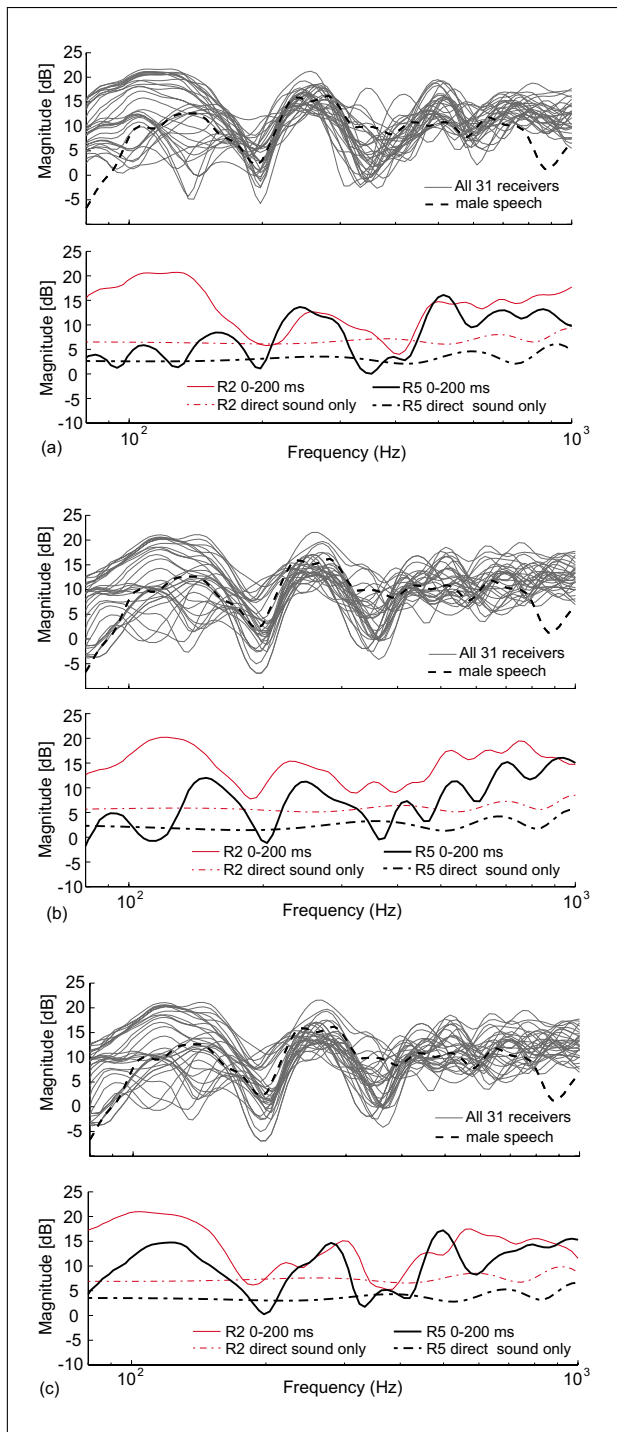 25
20
15
10
5
0
-5
Magnitude [dB]
All 31 receivers
male speech
25
20
15
10
5
0
-5
-10
Magnitude [dB]
R2 0-200 ms
R5 0-200 ms
R2 direct sound only
R5 direct sound only
10²
10³
Frequency (Hz)
(a)
25
20
15
10
5
0
-5
Magnitude [dB]
All 31 receivers
male speech
25
20
15
10
5
0
-5
-10
Magnitude [dB]
R2 0-200 ms
R5 0-200 ms
R2 direct sound only
R5 direct sound only
10²
10³
Frequency (Hz)
(b)
25
20
15
10
5
0
-5
Magnitude [dB]
All 31 receivers
male speech
25
20
15
10
5
0
-5
-10
Magnitude [dB]
R2 0-200 ms
R5 0-200 ms
R2 direct sound only
R5 direct sound only
10²
10³
Frequency (Hz)
(c)